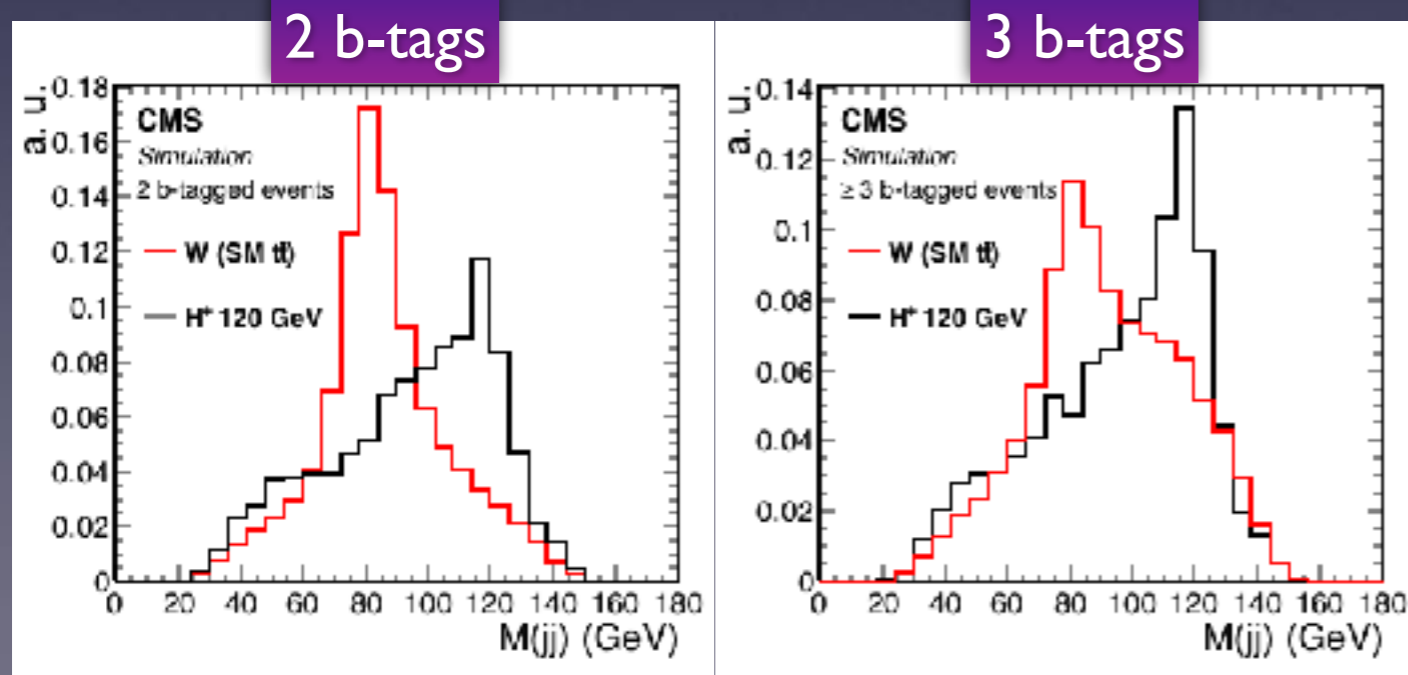 2 b-tags
a. u.
0.18
0.16
0.14
0.12
0.1
0.08
0.06
0.04
0.02
0
CMS
Simulation
2 b-tagged events
W (SM tt̄)
H⁺ 120 GeV
0 20 40 60 80 100 120 140 160 180
M(jj) (GeV)
3 b-tags
a. u.
0.14
0.12
0.1
0.08
0.06
0.04
0.02
0
CMS
Simulation
≥ 3 b-tagged events
W (SM tt̄)
H⁺ 120 GeV
0 20 40 60 80 100 120 140 160 180
M(jj) (GeV)